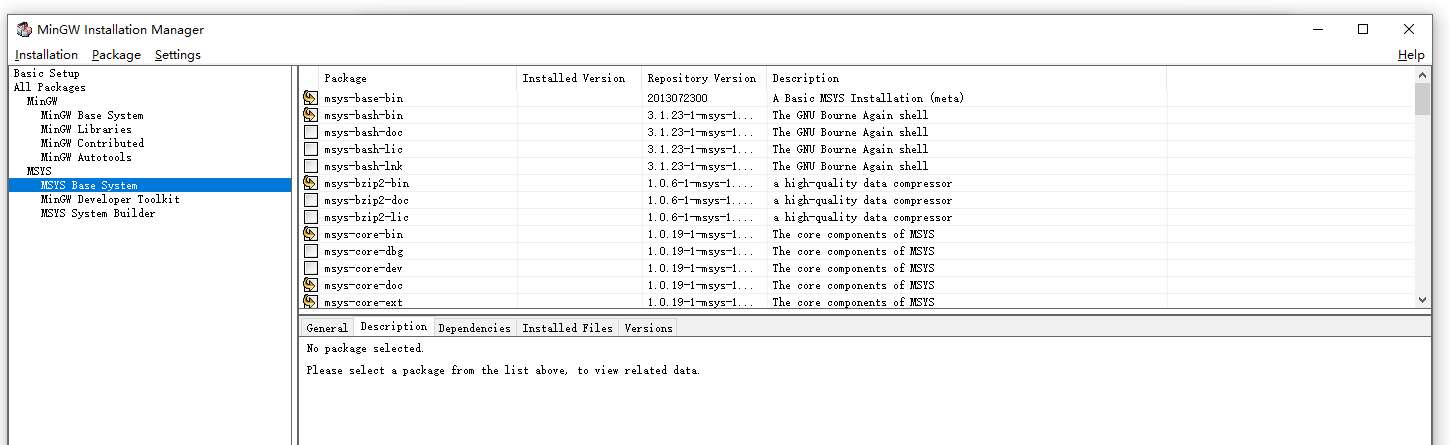 MinGW Installation Manager
Installation Package Settings Help
Basic Setup
All Packages
MinGW
MinGW Base System
MinGW Libraries
MinGW Contributed
MinGW Autotools
MSYS
MSYS Base System
MinGW Developer Toolkit
MSYS System Builder
Package Installed Version Repository Version Description
msys-base-bin 2013072300 A Basic MSYS Installation (meta)
msys-bash-bin 3.1.23-1-msys-1... The GNU Bourne Again shell
msys-bash-doc 3.1.23-1-msys-1... The GNU Bourne Again shell
msys-bash-lic 3.1.23-1-msys-1... The GNU Bourne Again shell
msys-bash-lnk 3.1.23-1-msys-1... The GNU Bourne Again shell
msys-bzip2-bin 1.0.6-1-msys-1.... a high-quality data compressor
msys-bzip2-doc 1.0.6-1-msys-1.... a high-quality data compressor
msys-bzip2-lic 1.0.6-1-msys-1.... a high-quality data compressor
msys-core-bin 1.0.19-1-msys-1... The core components of MSYS
msys-core-dbg 1.0.19-1-msys-1... The core components of MSYS
msys-core-dev 1.0.19-1-msys-1... The core components of MSYS
msys-core-doc 1.0.19-1-msys-1... The core components of MSYS
msys-core-ext 1.0.19-1-msys-1... The core components of MSYS
General Description Dependencies Installed Files Versions
No package selected.
Please select a package from the list above, to view related data.